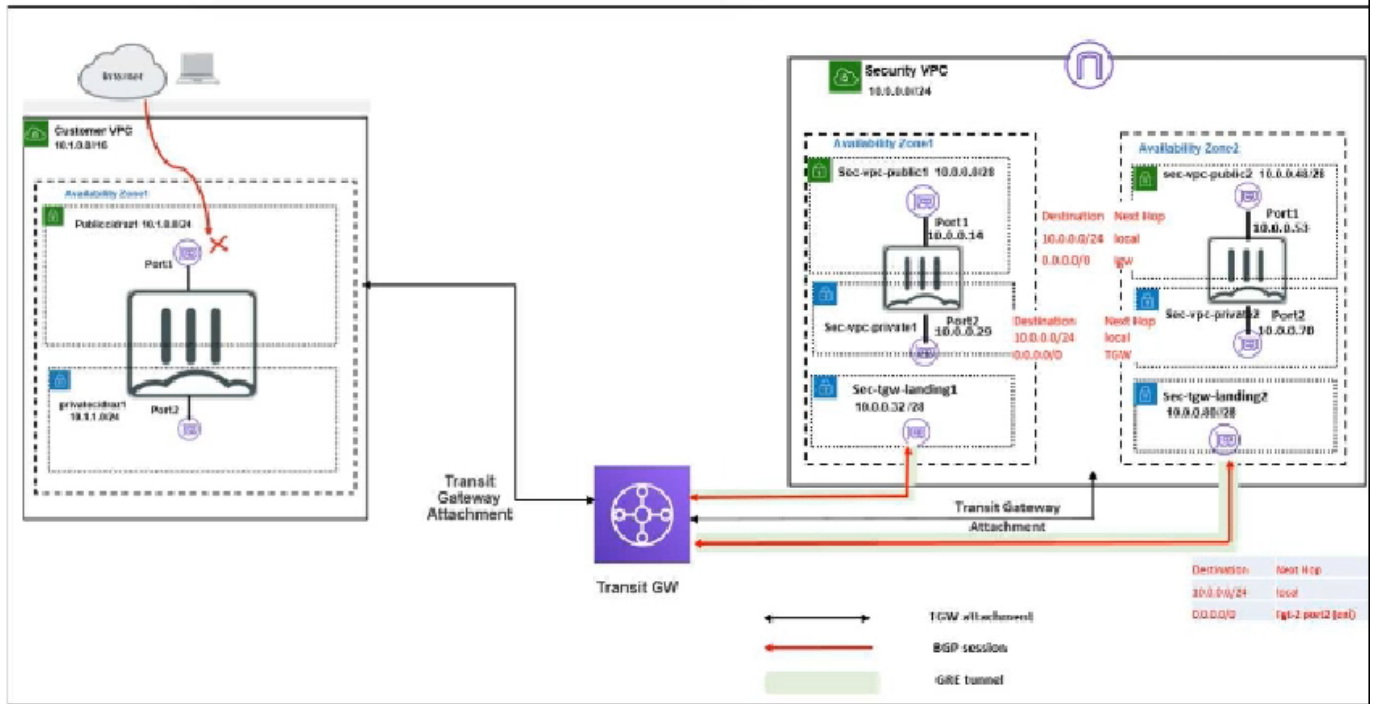 Internet
Customer VPC
10.1.0.0/16
Availability Zone1
10.1.0.0/24
Port1
privatecidraz1
10.1.1.0/24
Port2
Transit
Gateway
Attachment
Transit GW
Security VPC
10.0.0.0/24
Availability Zone1
Sec-vpc-public1 10.0.0.0/28
Port1
10.0.0.14
Sec-vpc-private1
Port2
10.0.0.29
Sec-tgw-landing1
10.0.0.32/28
Destination Next Hop
10.0.0.0/24 local
0.0.0.0/0 igw
Destination Next Hop
10.0.0.0/24 local
0.0.0.0/0 TGW
Availability Zone2
sec-vpc-public2 10.0.0.48/28
Port1
10.0.0.53
Sec-vpc-private2
Port2
Sec-tgw-landing2
10.0.0.80/28
Transit Gateway
Attachment
Destination Next Hop
10.0.0.0/24 local
0.0.0.0/0 fgt-2 port2 (eni)
TGW attachment
BGP session
GRE tunnel